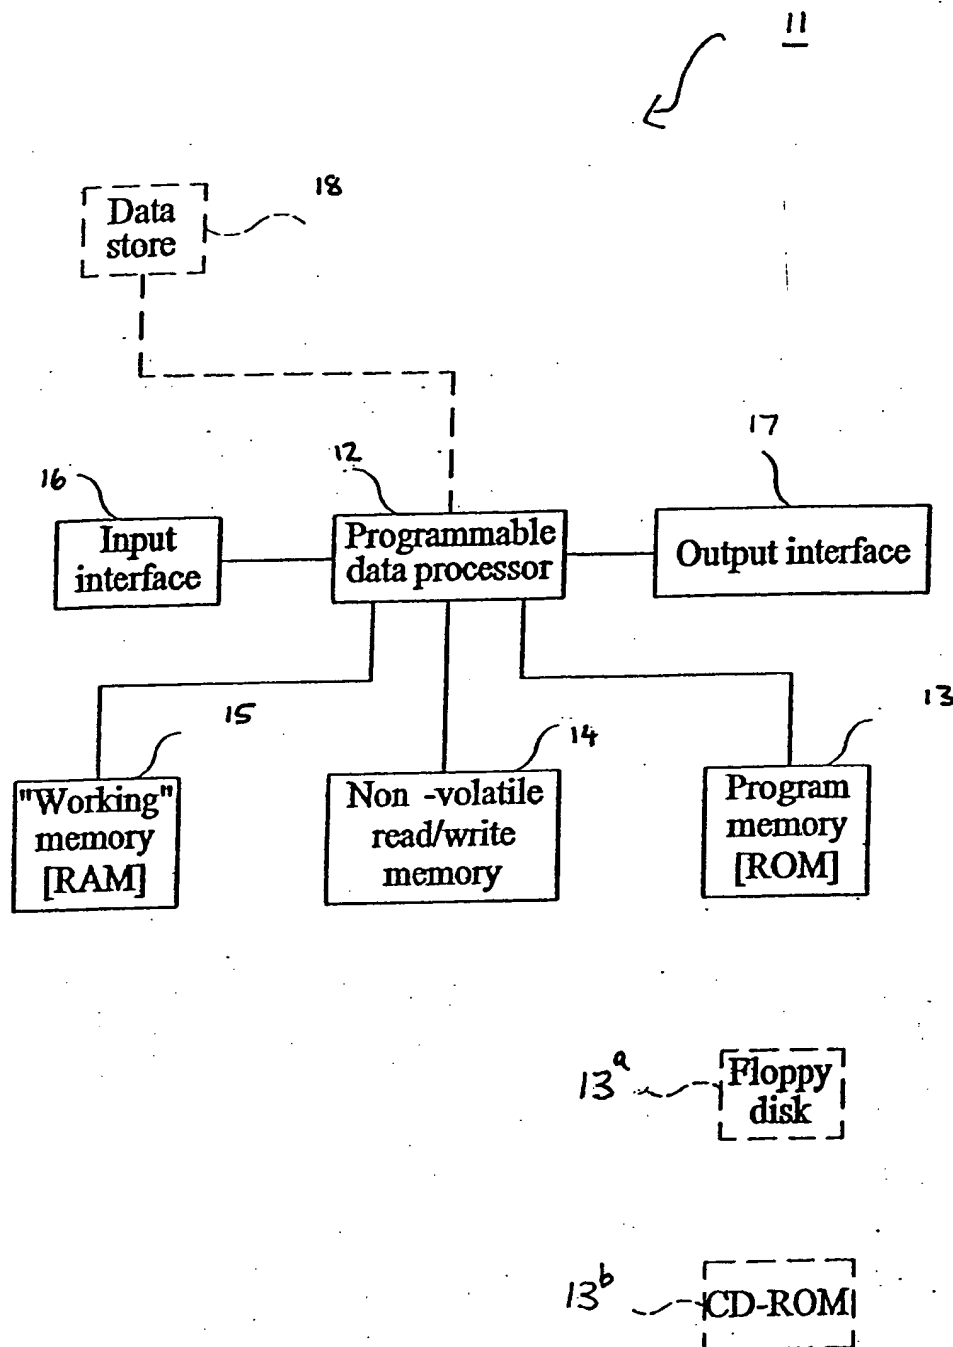 11
18
Data
store
17
12
16
Input
interface
Programmable
data processor
Output interface
15
14
13
"Working"
memory
[RAM]
Non -volatile
read/write
memory
Program
memory
[ROM]
13a
Floppy
disk
13b
CD-ROM